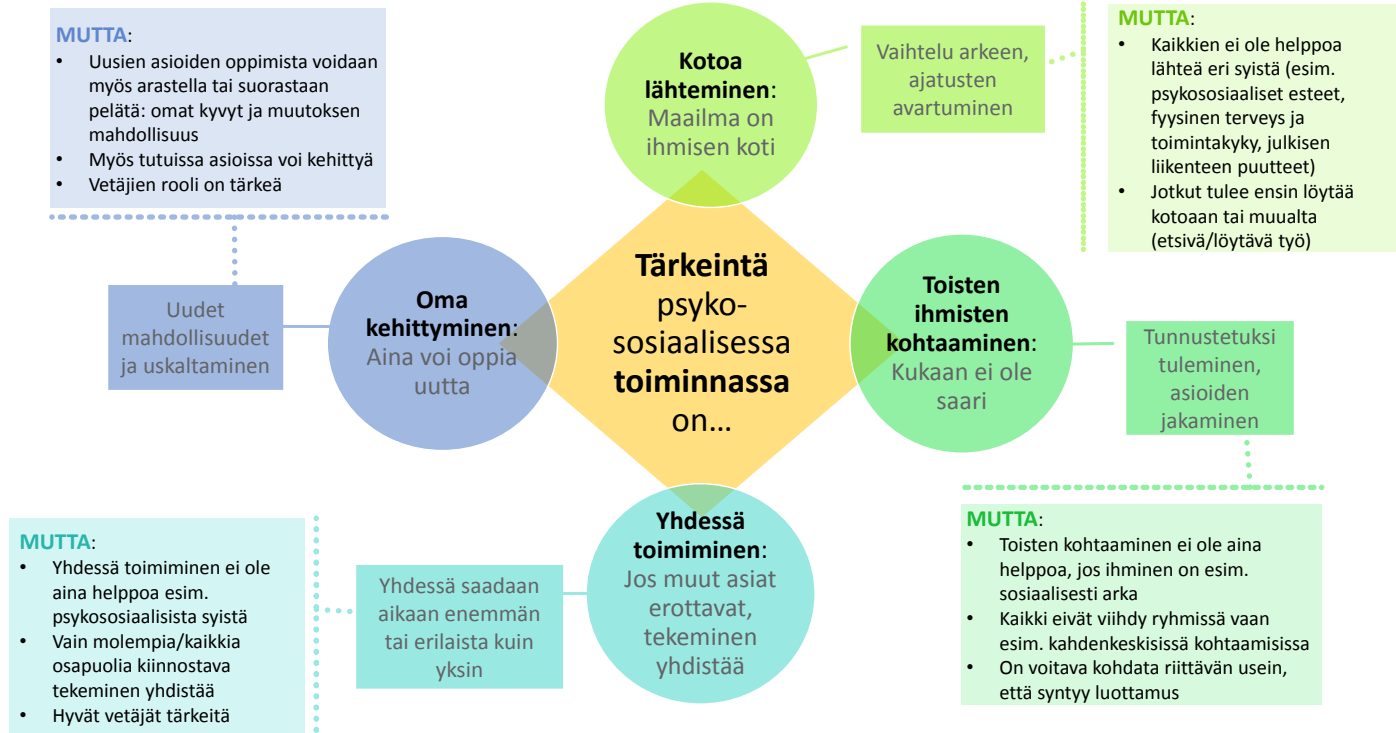 MUTTA:
• Uusien asioiden oppimista voidaan
myös arastella tai suorastaan
pelätä: omat kyvyt ja muutoksen
mahdollisuus
• Myös tutuissa asioissa voi kehittyä
• Vetäjien rooli on tärkeä
Kotoa
lähteminen:
Maailma on
ihmisen koti
Vaihtelu arkeen,
ajatusten
avartuminen
MUTTA:
• Kaikkien ei ole helppoa
lähteä eri syistä (esim.
psykososiaaliset esteet,
fyysinen terveys ja
toimintakyky, julkisen
liikenteen puutteet)
• Jotkut tulee ensin löytää
kotoaan tai muualta
(etsivä/löytävä työ)
Uudet
mahdollisuudet
ja uskaltaminen
Oma
kehittyminen:
Aina voi oppia
uutta
Tärkeintä
psyko-
sosiaalisessa
toiminnassa
on…
Toisten
ihmisten
kohtaaminen:
Kukaan ei ole
saari
Tunnustetuksi
tuleminen,
asioiden
jakaminen
MUTTA:
• Yhdessä toimiminen ei ole
aina helppoa esim.
psykososiaalisista syistä
• Vain molempia/kaikkia
osapuolia kiinnostava
tekeminen yhdistää
• Hyvät vetäjät tärkeitä
Yhdessä saadaan
aikaan enemmän
tai erilaista kuin
yksin
Yhdessä
toimiminen:
Jos muut asiat
erottavat,
tekeminen
yhdistää
MUTTA:
• Toisten kohtaaminen ei ole aina
helppoa, jos ihminen on esim.
sosiaalisesti arka
• Kaikki eivät viihdy ryhmissä vaan
esim. kahdenkeskisissä kohtaamisissa
• On voitava kohdata riittävän usein,
että syntyy luottamus